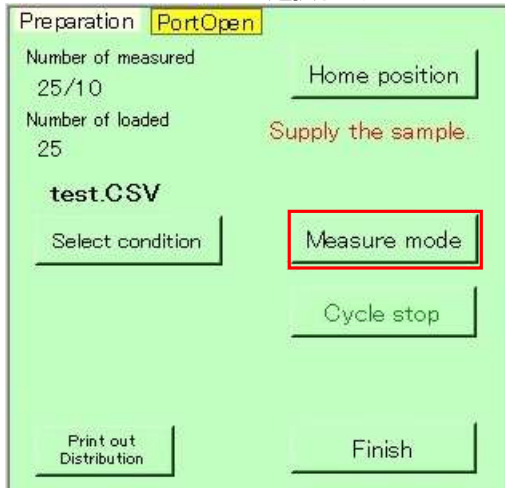 Preparation PortOpen
Number of measured
25/10
Home position
Number of loaded
25
Supply the sample.
test.CSV
Select condition
Measure mode
Cycle stop
Print out
Distribution
Finish